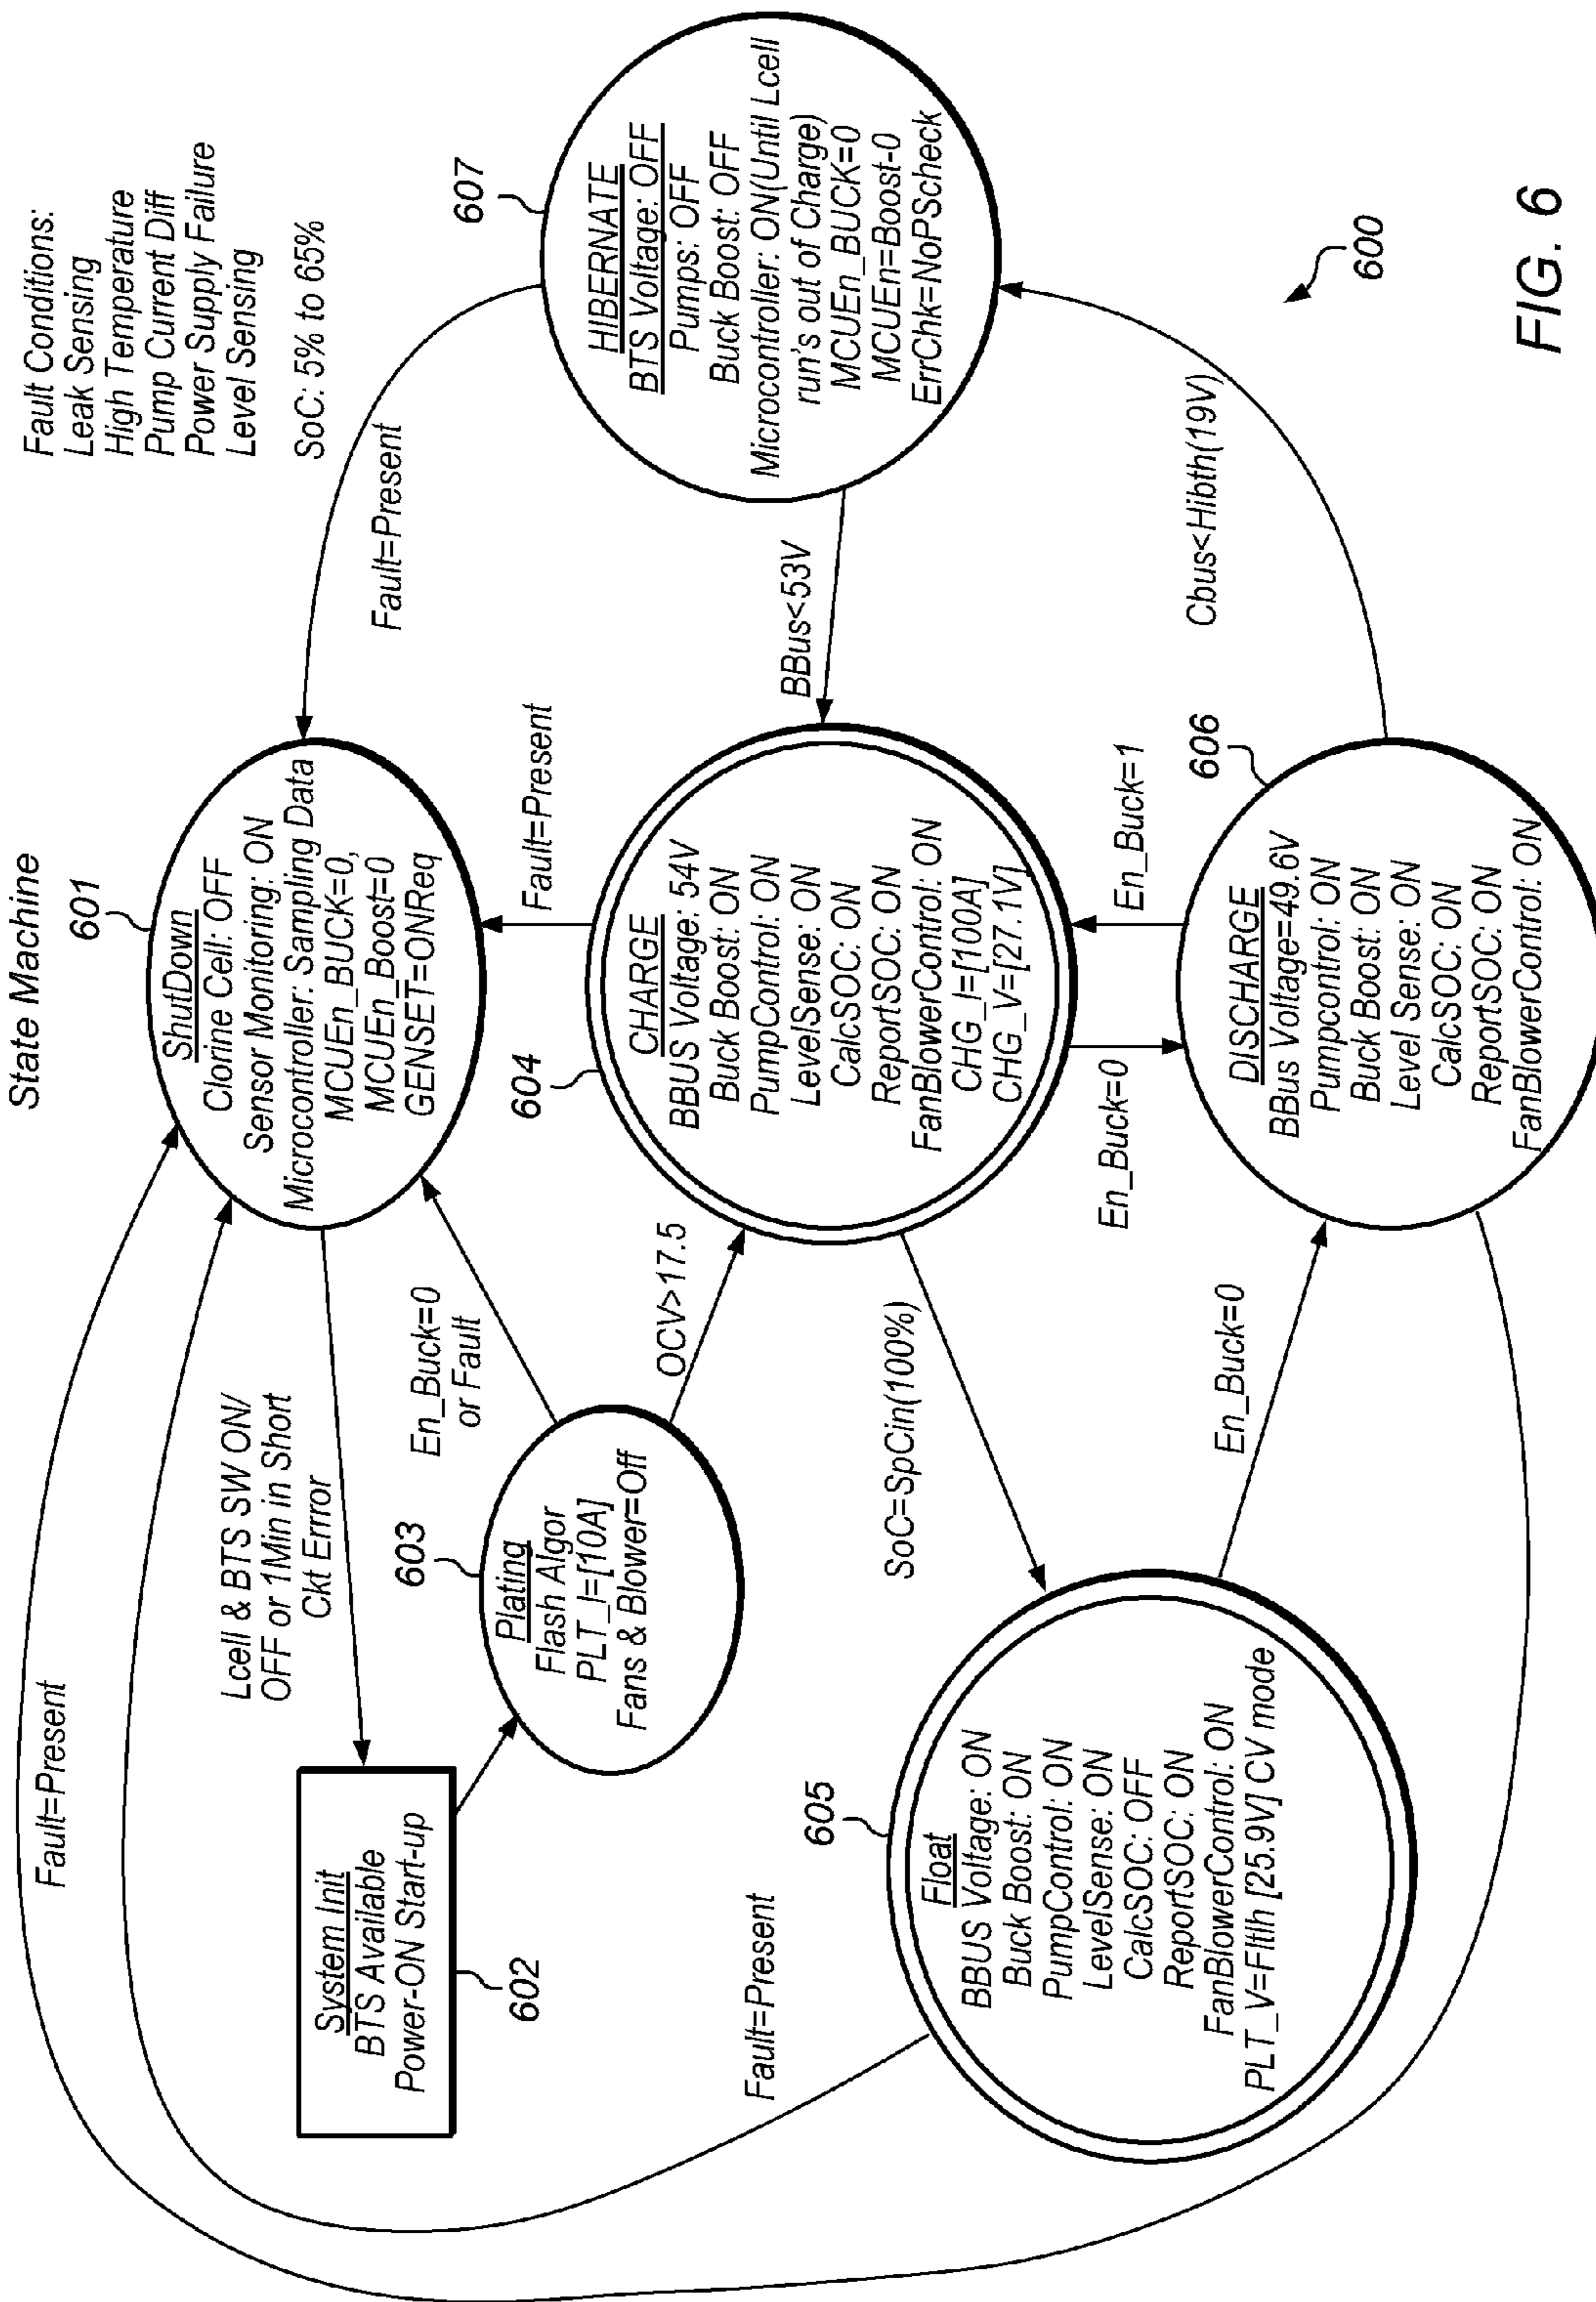 State Machine
Fault Conditions:
Leak Sensing
High Temperature
Pump Current Diff
Power Supply Failure
Level Sensing
SoC: 5% to 65%
601
ShutDown
Clorine Cell: OFF
Sensor Monitoring: ON
Microcontroller: Sampling Data
MCUEn_BUCK=0,
MCUEn_Boost=0
GENSET=ONReq
Fault=Present
Fault=Present
Lcell & BTS SW ON/
OFF or 1Min in Short
Ckt Errror
System Init
BTS Available
Power-ON Start-up
602
603
Plating
Flash Algor
PLT_I=[10A]
Fans & Blower=Off
En_Buck=0
or Fault
OCV>17.5
Fault=Present
604
CHARGE
BBUS Voltage: 54V
Buck Boost: ON
PumpControl: ON
LevelSense: ON
CalcSOC: ON
ReportSOC: ON
FanBlowerControl: ON
CHG_I=[100A]
CHG_V=[27.1V]
BBus<53V
607
HIBERNATE
BTS Voltage: OFF
Pumps: OFF
Buck Boost: OFF
Microcontroller: ON(Until Lcell
run's out of Charge)
MCUEn_BUCK=0
MCUEn=Boost-0
ErrChk=NoPScheck
Fault=Present
605
Float
BBUS Voltage: ON
Buck Boost: ON
PumpControl: ON
LevelSense: ON
CalcSOC: OFF
ReportSOC: ON
FanBlowerControl: ON
PLT_V=Fltlh [25.9V] CV mode
SoC=SpCin(100%)
En_Buck=0
En_Buck=0
En_Buck=1
606
DISCHARGE
BBus Voltage=49.6V
Pumpcontrol: ON
Buck Boost: ON
Level Sense: ON
CalcSOC: ON
ReportSOC: ON
FanBlowerControl: ON
Cbus<Hibth(19V)
600
FIG. 6